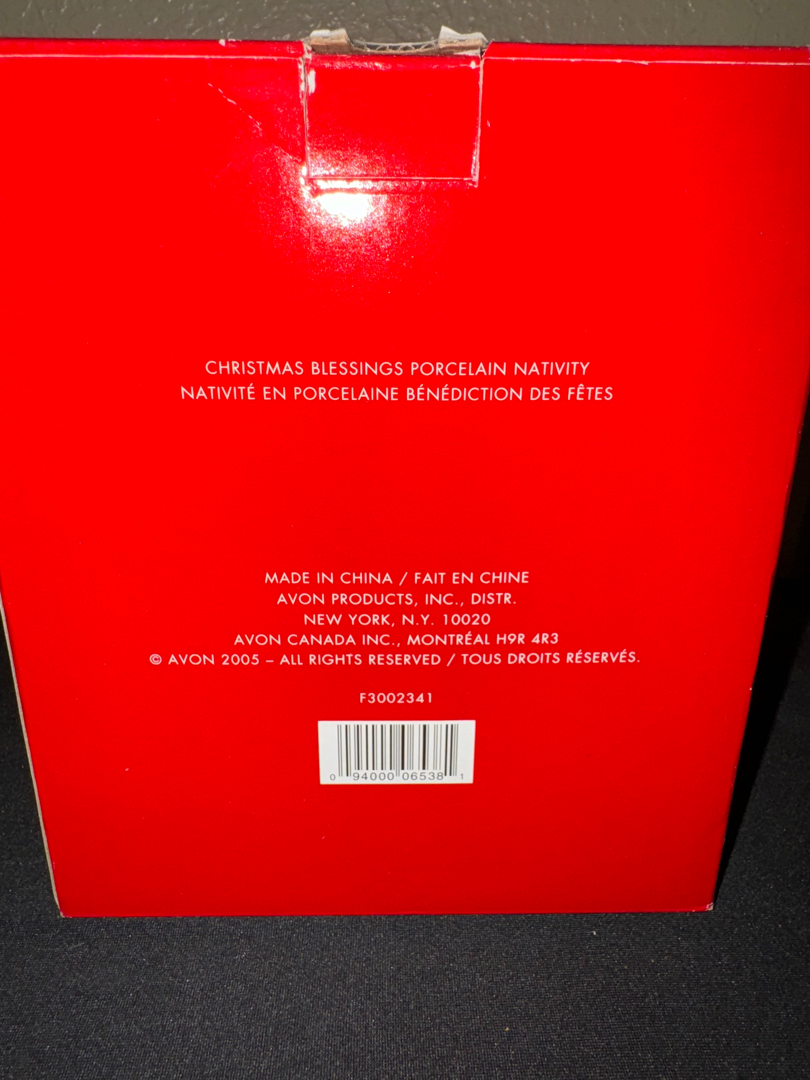 CHRISTMAS BLESSINGS PORCELAIN NATIVITY
NATIVITÉ EN PORCELAINE BÉNÉDICTION DES FÊTES
MADE IN CHINA / FAIT EN CHINE
AVON PRODUCTS, INC., DISTR.
NEW YORK, N.Y. 10020
AVON CANADA INC., MONTRÉAL H9R 4R3
© AVON 2005 – ALL RIGHTS RESERVED / TOUS DROITS RÉSERVÉS.
F3002341
0 94000 06538 1